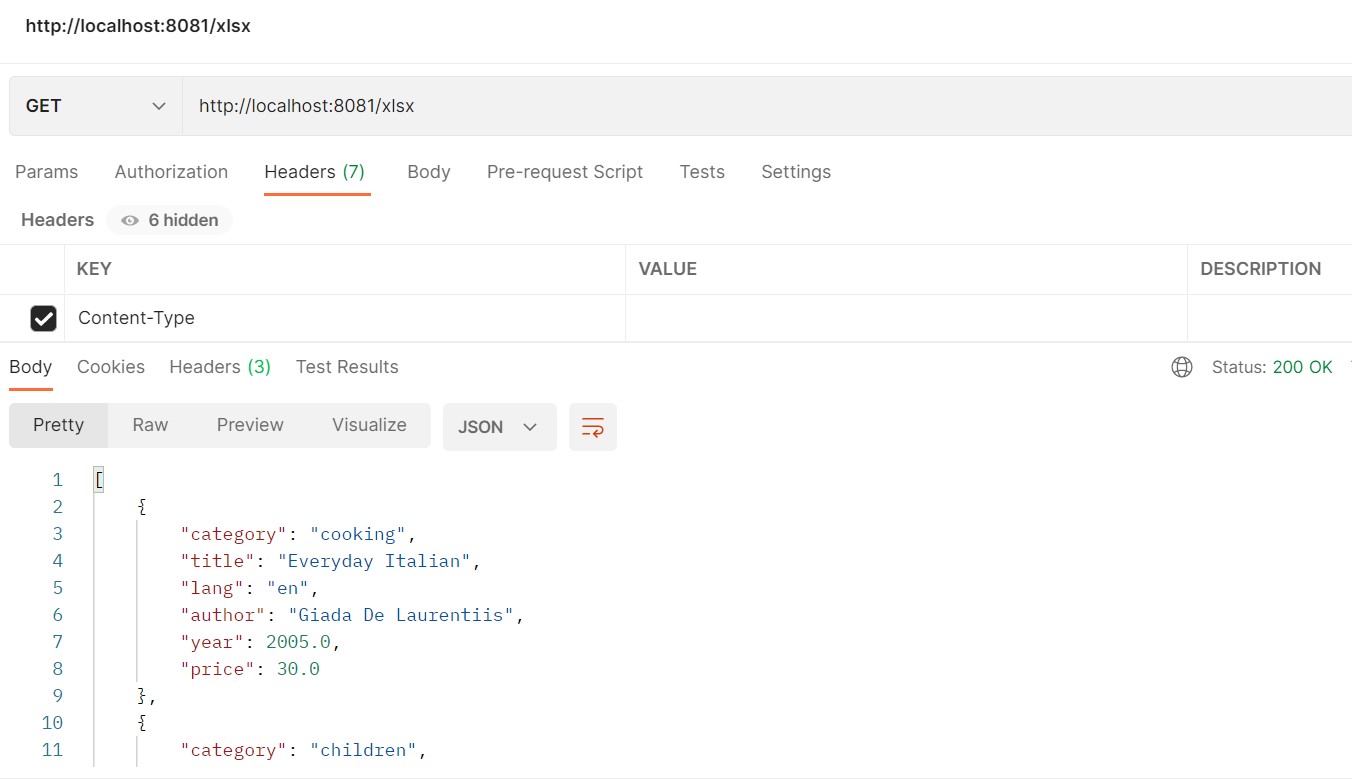 http://localhost:8081/xlsx
GET http://localhost:8081/xlsx
Params Authorization Headers (7) Body Pre-request Script Tests Settings
Headers 6 hidden
KEY VALUE DESCRIPTION
Content-Type
Body Cookies Headers (3) Test Results Status: 200 OK
Pretty Raw Preview Visualize JSON
1 [
2 {
3 "category": "cooking",
4 "title": "Everyday Italian",
5 "lang": "en",
6 "author": "Giada De Laurentiis",
7 "year": 2005.0,
8 "price": 30.0
9 },
10 {
11 "category": "children",